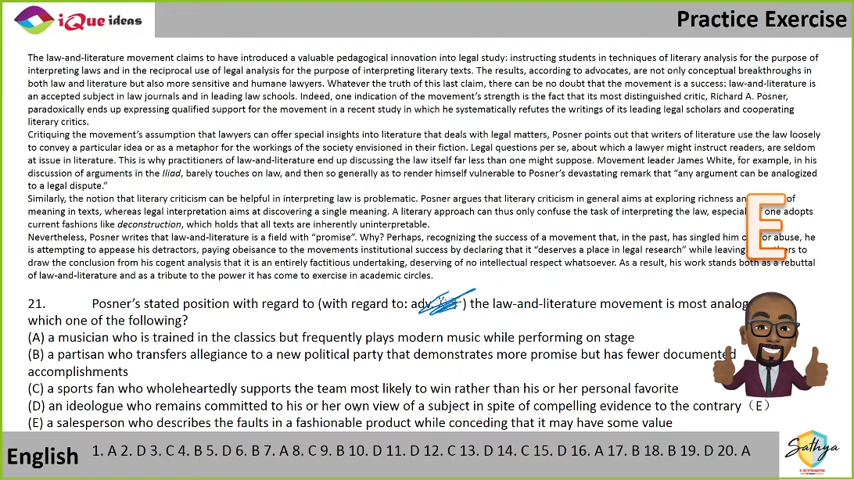 iQue ideas
Practice Exercise
The law-and-literature movement claims to have introduced a valuable pedagogical innovation into legal study: instructing students in techniques of literary analysis for the purpose of
interpreting laws and in the reciprocal use of legal analysis for the purpose of interpreting literary texts. The results, according to advocates, are not only conceptual breakthroughs in
both law and literature but also more sensitive and humane lawyers. Whatever the truth of this last claim, there can be no doubt that the movement is a success: law-and-literature is
an accepted subject in law journals and in leading law schools. Indeed, one indication of the movement's strength is the fact that its most distinguished critic, Richard A. Posner,
paradoxically ends up expressing qualified support for the movement in a recent study in which he systematically refutes the writings of its leading legal scholars and cooperating
literary critics.
Critiquing the movement's assumption that lawyers can offer special insights into literature that deals with legal matters, Posner points out that writers of literature use the law loosely
to convey a particular idea or as a metaphor for the workings of the society envisioned in their fiction. Legal questions per se, about which a lawyer might instruct readers, are seldom
at issue in literature. This is why practitioners of law-and-literature end up discussing the law itself far less than one might suppose. Movement leader James White, for example, in his
discussion of arguments in the Iliad, barely touches on law, and then so generally as to render himself vulnerable to Posner's devastating remark that "any argument can be analogized
to a legal dispute."
Similarly, the notion that literary criticism can be helpful in interpreting law is problematic. Posner argues that literary criticism in general aims at exploring richness an of
meaning in texts, whereas legal interpretation aims at discovering a single meaning. A literary approach can thus only confuse the task of interpreting the law, especia one adopts
current fashions like deconstruction, which holds that all texts are inherently uninterpretable.
Nevertheless, Posner writes that law-and-literature is a field with "promise". Why? Perhaps, recognizing the success of a movement that, in the past, has singled him for abuse, he
is attempting to appease his detractors, paying obeisance to the movements institutional success by declaring that it "deserves a place in legal research" while leaving to
draw the conclusion from his cogent analysis that it is an entirely factitious undertaking, deserving of no intellectual respect whatsoever. As a result, his work stands both as a rebuttal
of law-and-literature and as a tribute to the power it has come to exercise in academic circles.
E
21. Posner's stated position with regard to (with regard to: adv. ) the law-and-literature movement is most analog
which one of the following?
(A) a musician who is trained in the classics but frequently plays modern music while performing on stage
(B) a partisan who transfers allegiance to a new political party that demonstrates more promise but has fewer documented
accomplishments
(C) a sports fan who wholeheartedly supports the team most likely to win rather than his or her personal favorite
(D) an ideologue who remains committed to his or her own view of a subject in spite of compelling evidence to the contrary（E）
(E) a salesperson who describes the faults in a fashionable product while conceding that it may have some value
English
1. A 2. D 3. C 4. B 5. D 6. B 7. A 8. C 9. B 10. D 11. D 12. C 13. D 14. C 15. D 16. A 17. B 18. B 19. D 20. A
Sathya